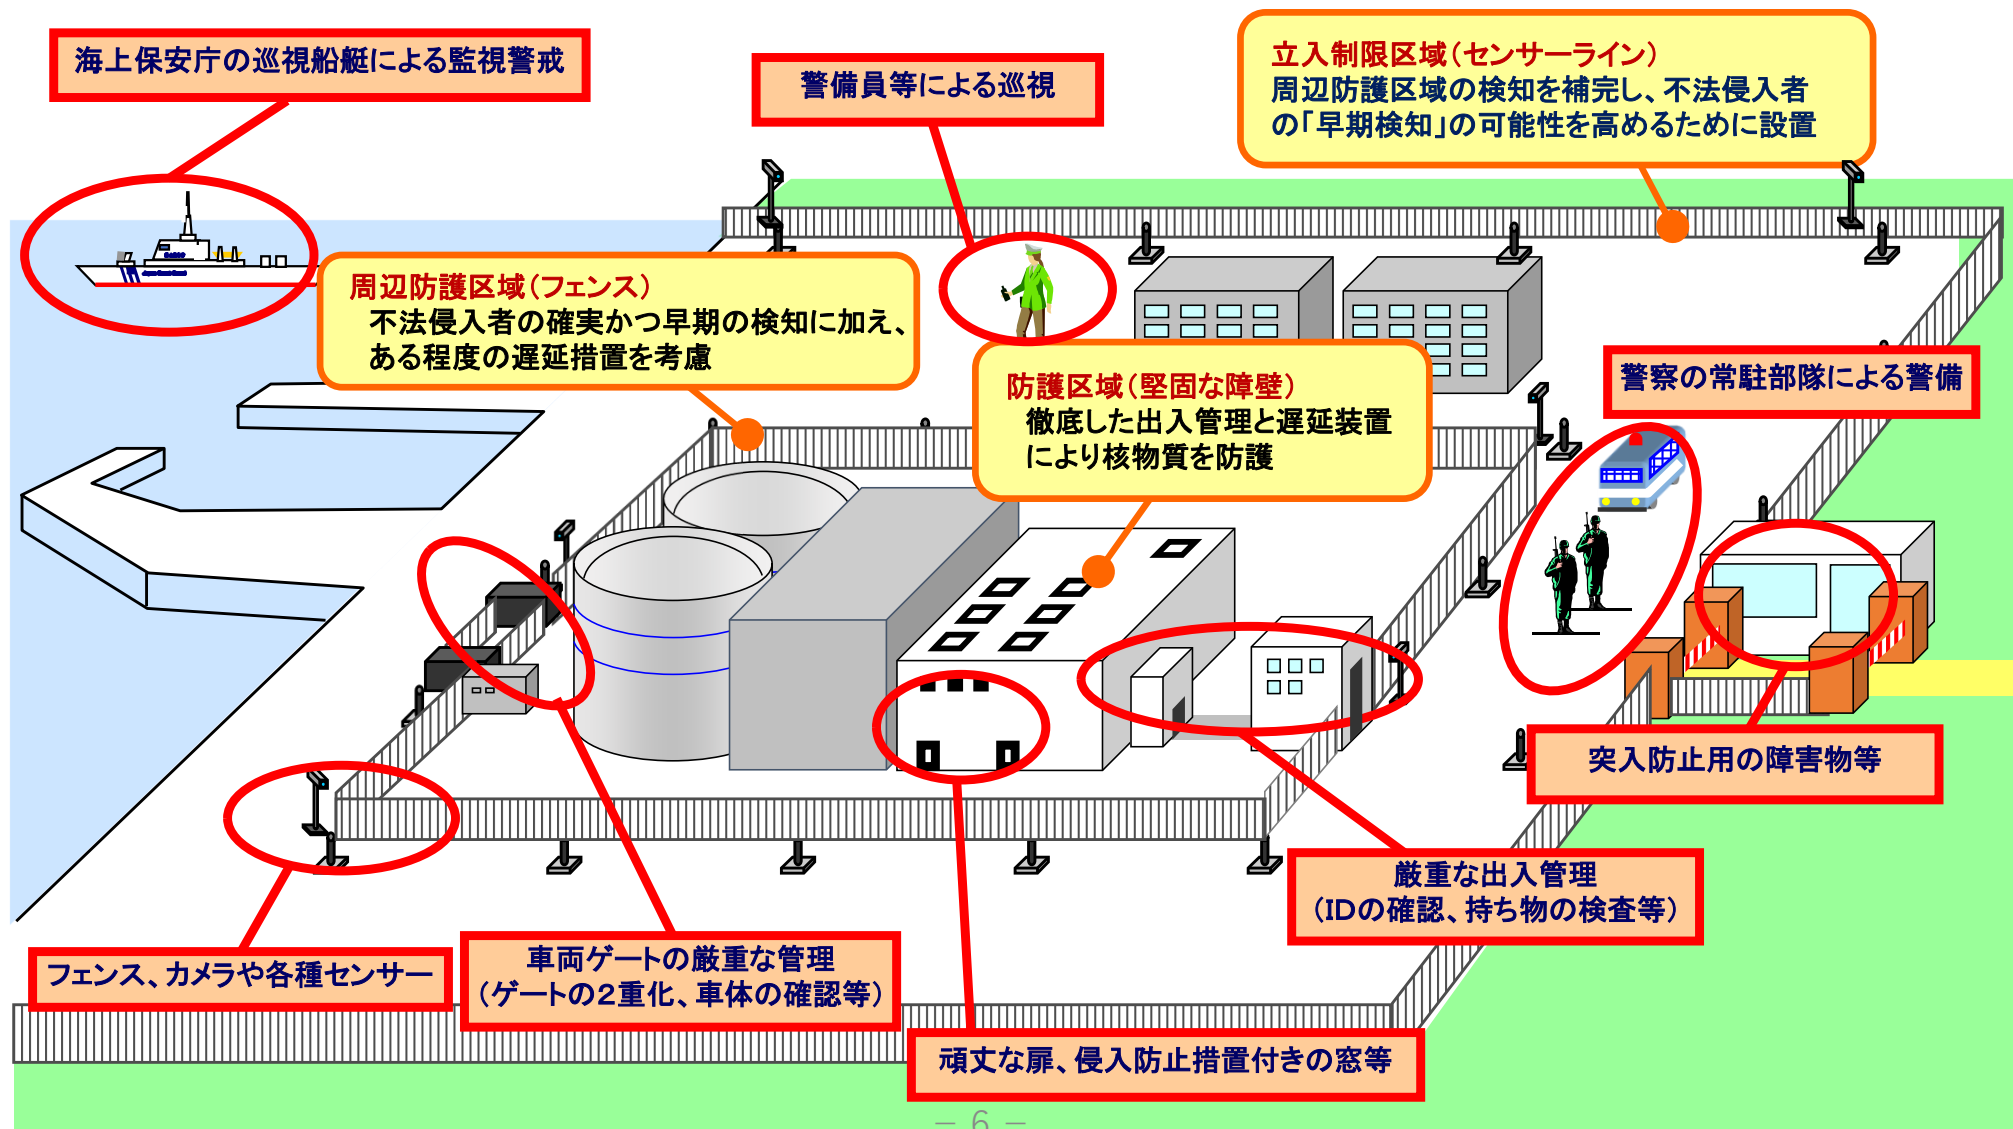 海上保安庁の巡視船艇による監視警戒
警備員等による巡視
立入制限区域（センサーライン）
周辺防護区域の検知を補完し、不法侵入者
の「早期検知」の可能性を高めるために設置
周辺防護区域（フェンス）
不法侵入者の確実かつ早期の検知に加え、
ある程度の遅延措置を考慮
防護区域（堅固な障壁）
徹底した出入管理と遅延装置
により核物質を防護
警察の常駐部隊による警備
突入防止用の障害物等
厳重な出入管理
（IDの確認、持ち物の検査等）
フェンス、カメラや各種センサー
車両ゲートの厳重な管理
（ゲートの２重化、車体の確認等）
頑丈な扉、侵入防止措置付きの窓等
－ 6 －